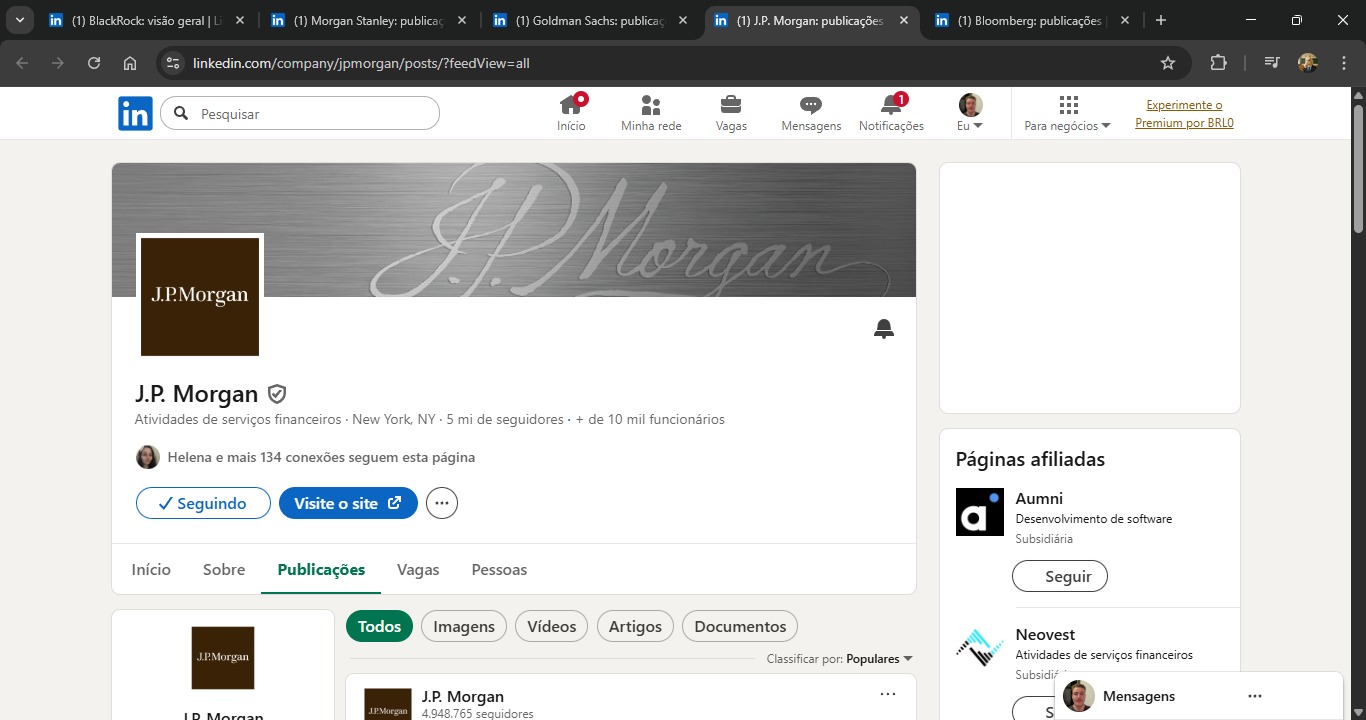 (1) BlackRock: visão geral | Li
(1) Morgan Stanley: publicaç
(1) Goldman Sachs: publicaç
(1) J.P. Morgan: publicações
(1) Bloomberg: publicações |
linkedin.com/company/jpmorgan/posts/?feedView=all
in
Pesquisar
Início
Minha rede
Vagas
Mensagens
1
Notificações
Eu
Para negócios
Experimente o
Premium por BRL0
J.P. Morgan
J.P.Morgan
J.P. Morgan
Atividades de serviços financeiros · New York, NY · 5 mi de seguidores · + de 10 mil funcionários
Helena e mais 134 conexões seguem esta página
Seguindo
Visite o site
Início
Sobre
Publicações
Vagas
Pessoas
J.P.Morgan
J.P. Morgan
Todos
Imagens
Vídeos
Artigos
Documentos
Classificar por: Populares
J.P.Morgan
J.P. Morgan
4.948.765 seguidores
Páginas afiliadas
a
Aumni
Desenvolvimento de software
Subsidiária
Seguir
Neovest
Atividades de serviços financeiros
Subsidiá
S
Mensagens